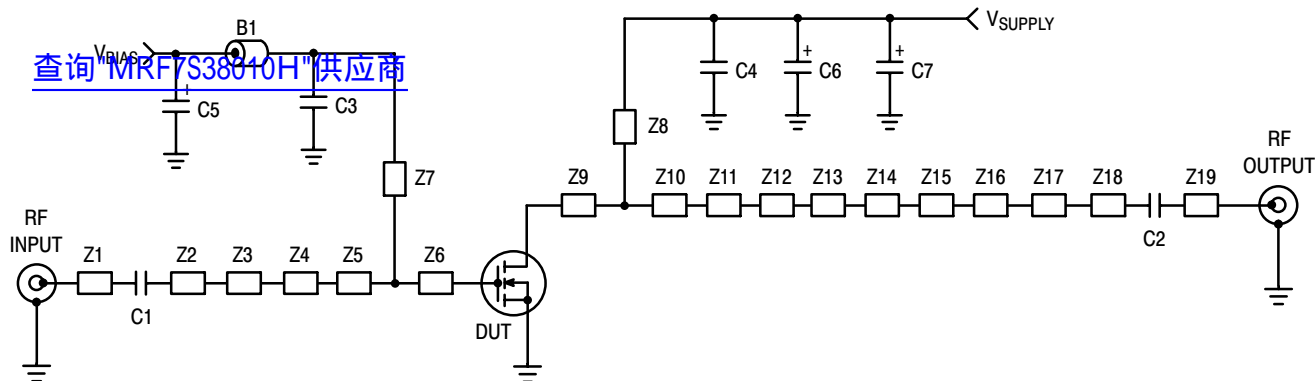 B1
VBIAS
VSUPPLY
查询"MRF7S38010H"供应商
+
C5
C3
C4
+
C6
+
C7
Z7
Z8
RF
INPUT
Z1
C1
Z2
Z3
Z4
Z5
Z6
DUT
Z9
Z10
Z11
Z12
Z13
Z14
Z15
Z16
Z17
Z18
C2
Z19
RF
OUTPUT